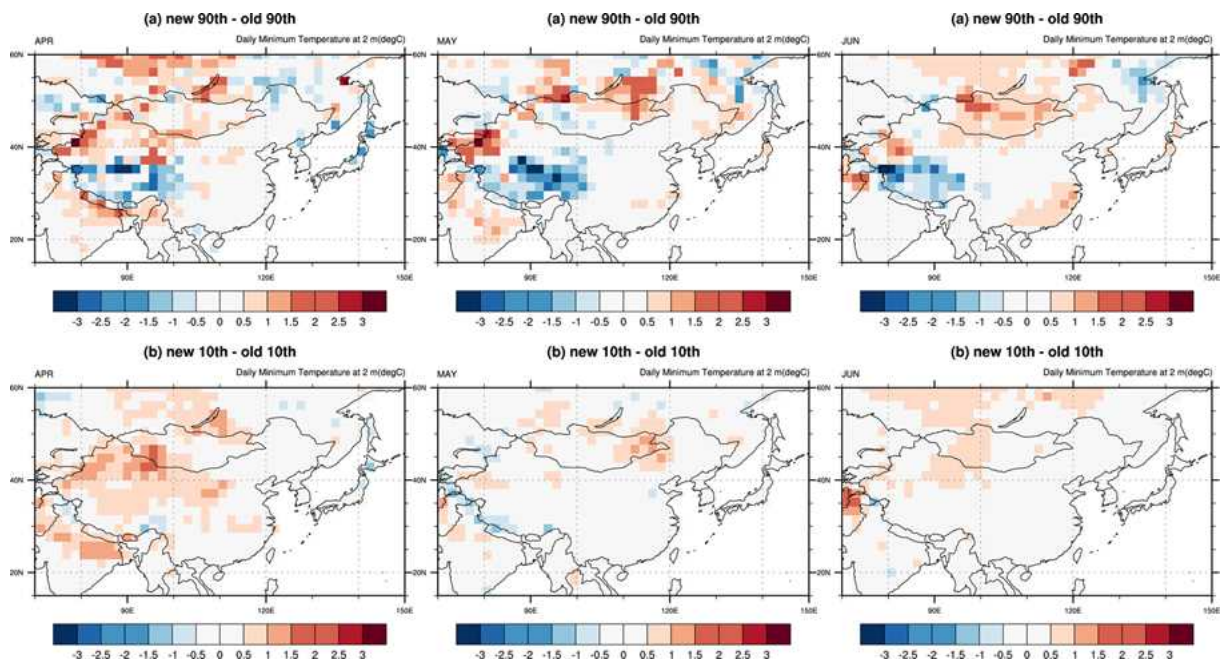 (a) new 90th - old 90th
APR Daily Minimum Temperature at 2 m(degC)
60N
40N
20N
90E 120E 150E
-3 -2.5 -2 -1.5 -1 -0.5 0 0.5 1 1.5 2 2.5 3
(a) new 90th - old 90th
MAY Daily Minimum Temperature at 2 m(degC)
60N
40N
20N
90E 120E 150E
-3 -2.5 -2 -1.5 -1 -0.5 0 0.5 1 1.5 2 2.5 3
(a) new 90th - old 90th
JUN Daily Minimum Temperature at 2 m(degC)
60N
40N
20N
90E 120E 150E
-3 -2.5 -2 -1.5 -1 -0.5 0 0.5 1 1.5 2 2.5 3
(b) new 10th - old 10th
APR Daily Minimum Temperature at 2 m(degC)
60N
40N
20N
90E 120E 150E
-3 -2.5 -2 -1.5 -1 -0.5 0 0.5 1 1.5 2 2.5 3
(b) new 10th - old 10th
MAY Daily Minimum Temperature at 2 m(degC)
60N
40N
20N
90E 120E 150E
-3 -2.5 -2 -1.5 -1 -0.5 0 0.5 1 1.5 2 2.5 3
(b) new 10th - old 10th
JUN Daily Minimum Temperature at 2 m(degC)
60N
40N
20N
90E 120E 150E
-3 -2.5 -2 -1.5 -1 -0.5 0 0.5 1 1.5 2 2.5 3